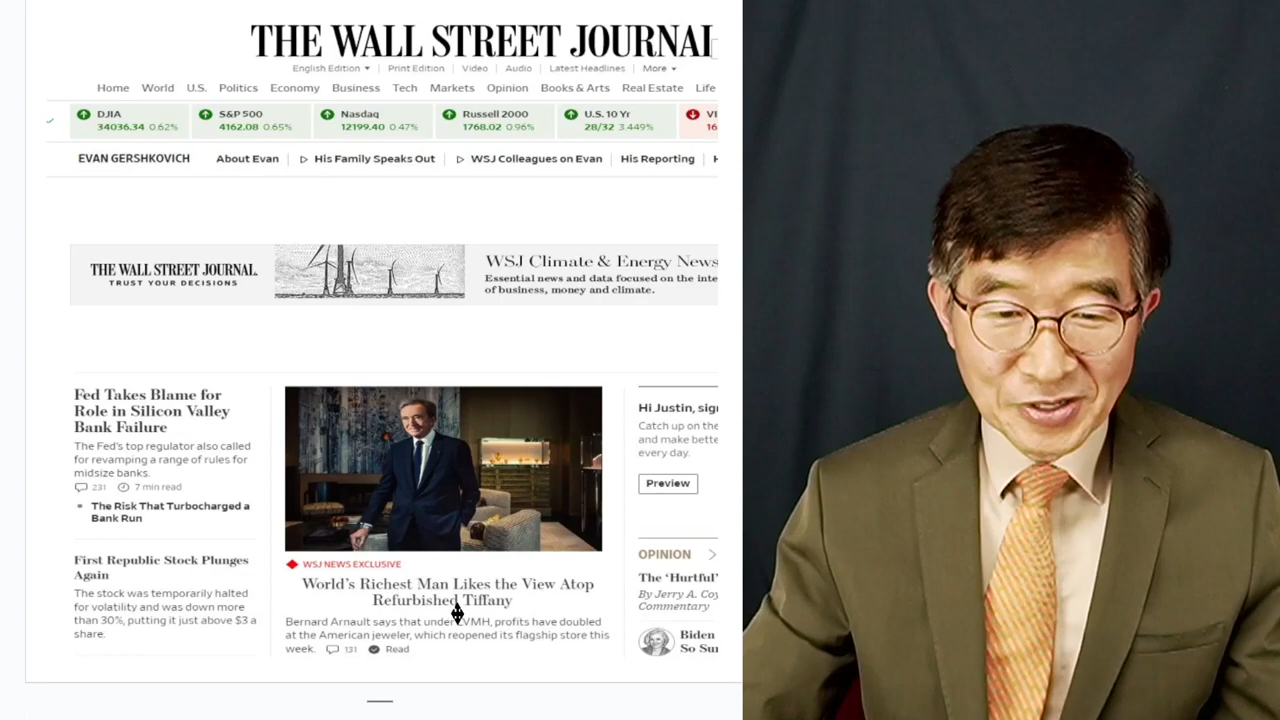 THE WALL STREET JOURNAL
English Edition
Print Edition
Video
Audio
Latest Headlines
More
Home World U.S. Politics Economy Business Tech Markets Opinion Books & Arts Real Estate Life
DJIA
34036.34 0.62%
S&P 500
4162.08 0.65%
Nasdaq
12199.40 0.47%
Russell 2000
1768.02 0.96%
U.S. 10 Yr
28/32 3.449%
VI
16
EVAN GERSHKOVICH
About Evan
His Family Speaks Out
WSJ Colleagues on Evan
His Reporting
H
THE WALL STREET JOURNAL.
TRUST YOUR DECISIONS
WSJ Climate & Energy News
Essential news and data focused on the inte
of business, money and climate.
Fed Takes Blame for
Role in Silicon Valley
Bank Failure
The Fed's top regulator also called
for revamping a range of rules for
midsize banks.
231 7 min read
The Risk That Turbocharged a
Bank Run
First Republic Stock Plunges
Again
The stock was temporarily halted
for volatility and was down more
than 30%, putting it just above $3 a
share.
WSJ NEWS EXCLUSIVE
World's Richest Man Likes the View Atop
Refurbished Tiffany
Bernard Arnault says that under LVMH, profits have doubled
at the American jeweler, which reopened its flagship store this
week. 131 Read
Hi Justin, sig
Catch up on the
and make bette
every day.
Preview
OPINION
The 'Hurtful'
By Jerry A. Coy
Commentary
Biden
So Su